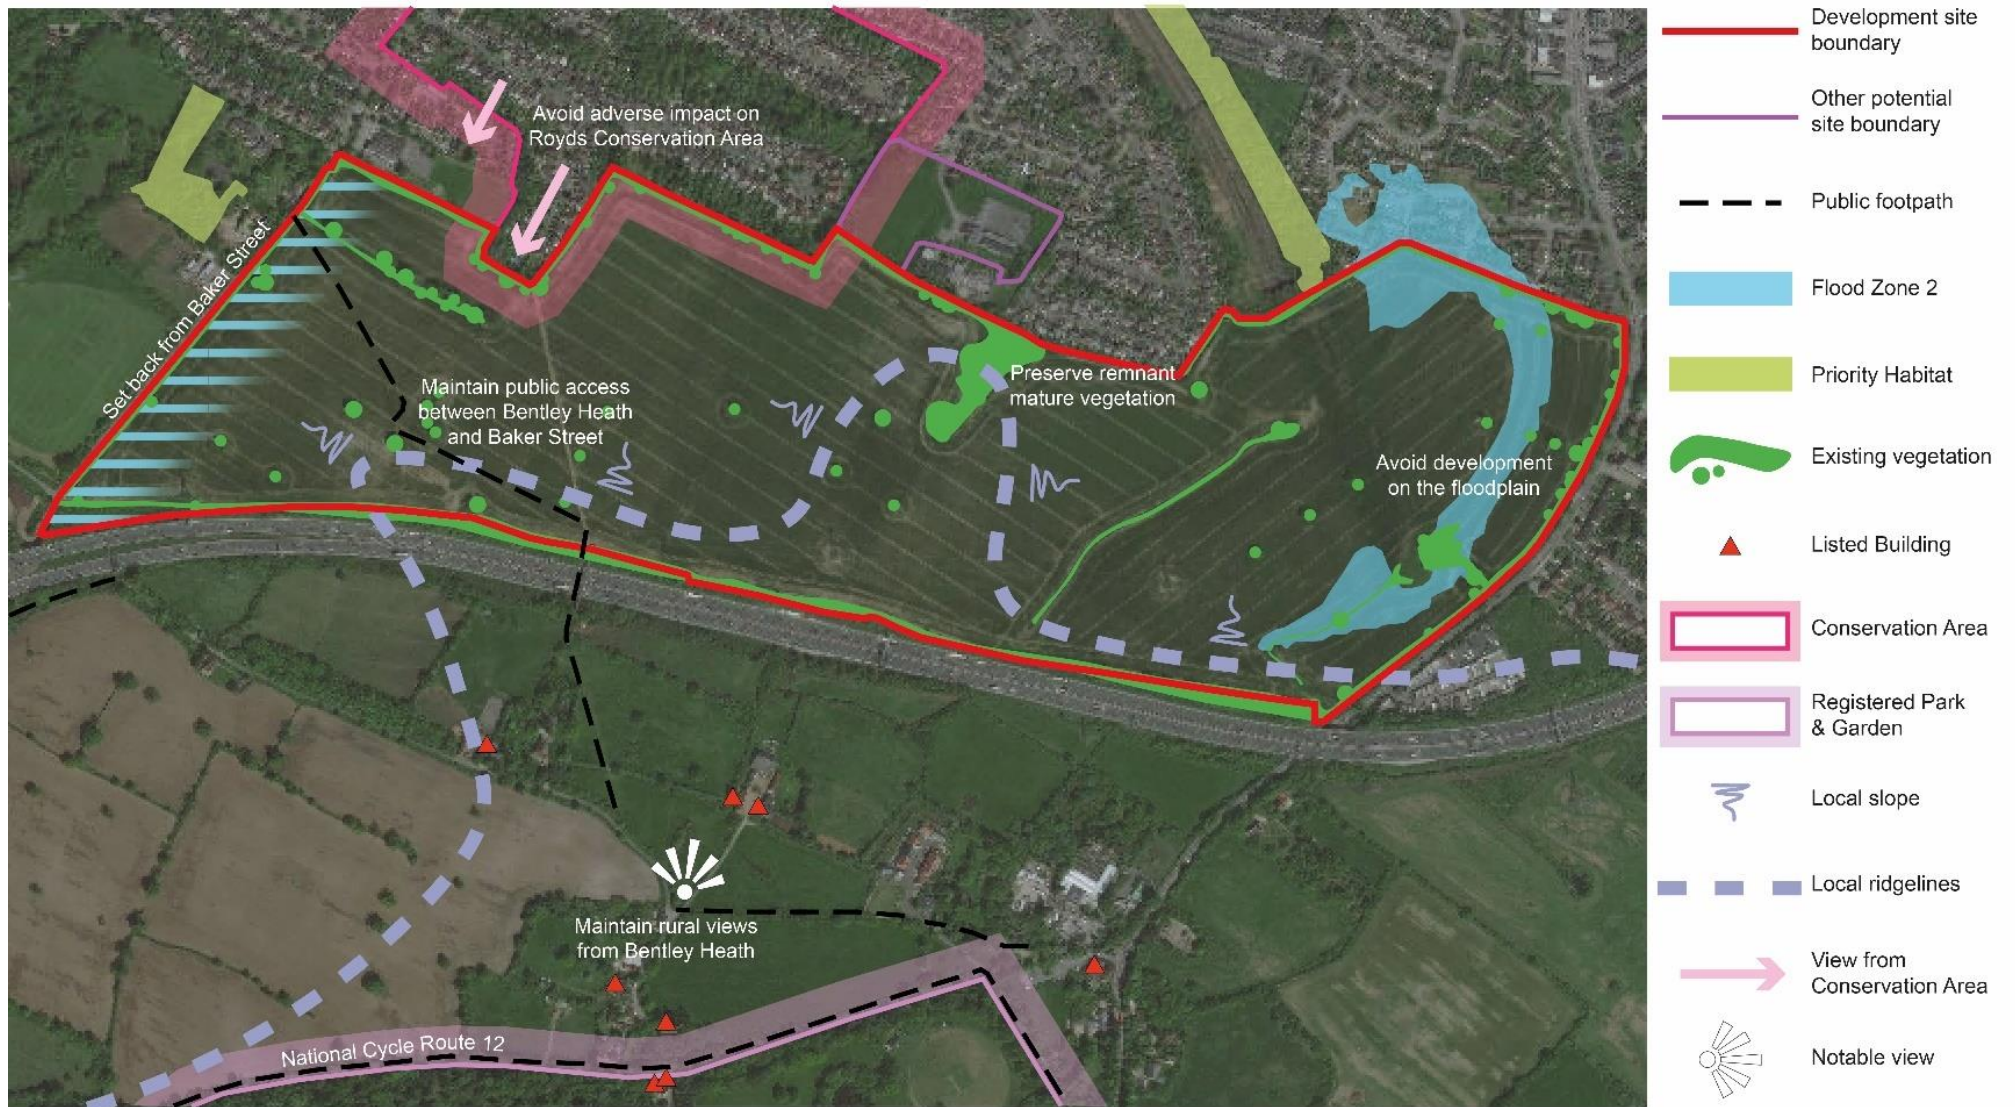 Avoid adverse impact on
Royds Conservation Area
Set back from Baker Street
Maintain public access
between Bentley Heath
and Baker Street
Preserve remnant
mature vegetation
Avoid development
on the floodplain
Maintain rural views
from Bentley Heath
National Cycle Route 12
Development site
boundary
Other potential
site boundary
Public footpath
Flood Zone 2
Priority Habitat
Existing vegetation
Listed Building
Conservation Area
Registered Park
& Garden
Local slope
Local ridgelines
View from
Conservation Area
Notable view